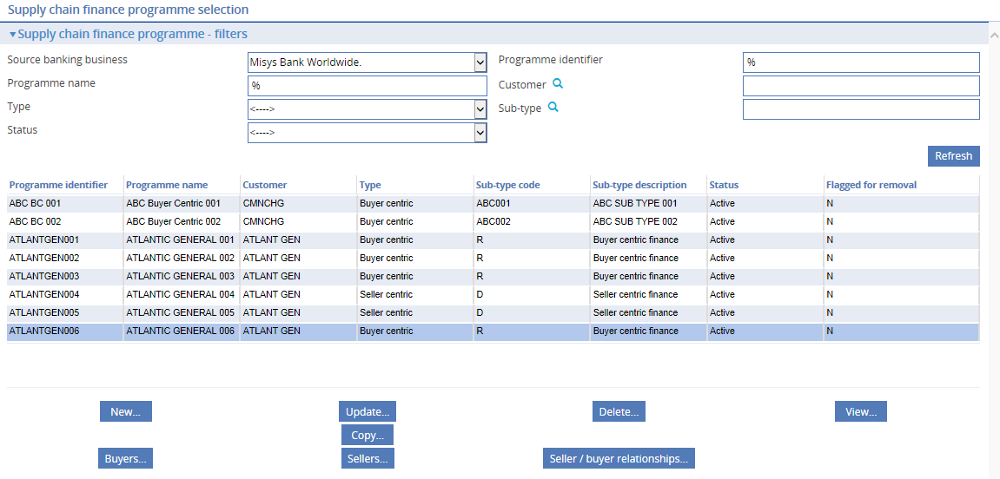 Supply chain finance programme selection
▾Supply chain finance programme - filters
Source banking business Misys Bank Worldwide. Programme identifier %
Programme name % Customer
Type <----> Sub-type
Status <---->
Refresh
Programme identifier Programme name Customer Type Sub-type code Sub-type description Status Flagged for removal
ABC BC 001 ABC Buyer Centric 001 CMNCHG Buyer centric ABC001 ABC SUB TYPE 001 Active N
ABC BC 002 ABC Buyer Centric 002 CMNCHG Buyer centric ABC002 ABC SUB TYPE 002 Active N
ATLANTGEN001 ATLANTIC GENERAL 001 ATLANT GEN Buyer centric R Buyer centric finance Active N
ATLANTGEN002 ATLANTIC GENERAL 002 ATLANT GEN Buyer centric R Buyer centric finance Active N
ATLANTGEN003 ATLANTIC GENERAL 003 ATLANT GEN Buyer centric R Buyer centric finance Active N
ATLANTGEN004 ATLANTIC GENERAL 004 ATLANT GEN Seller centric D Seller centric finance Active N
ATLANTGEN005 ATLANTIC GENERAL 005 ATLANT GEN Seller centric D Seller centric finance Active N
ATLANTGEN006 ATLANTIC GENERAL 006 ATLANT GEN Buyer centric R Buyer centric finance Active N
New... Update... Delete... View...
Copy...
Buyers... Sellers... Seller / buyer relationships...